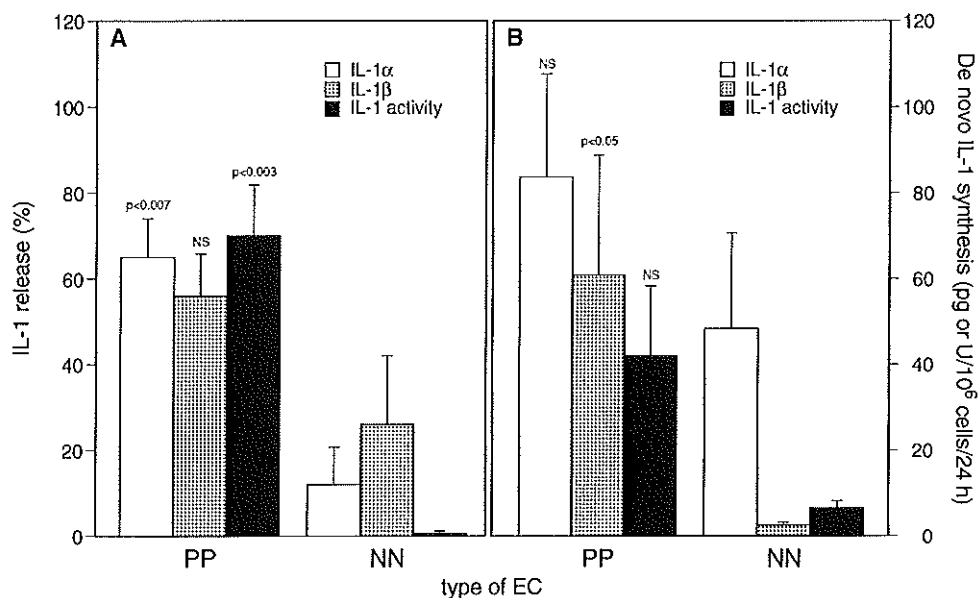 120
100
80
60
40
20
0
IL-1 release (%)
A
IL-1α
IL-1β
IL-1 activity
p<0.007
NS
p<0.003
PP
NN
B
IL-1α
IL-1β
IL-1 activity
NS
p<0.05
NS
PP
NN
type of EC
120
100
80
60
40
20
0
De novo IL-1 synthesis (pg or U/10⁶ cells/24 h)